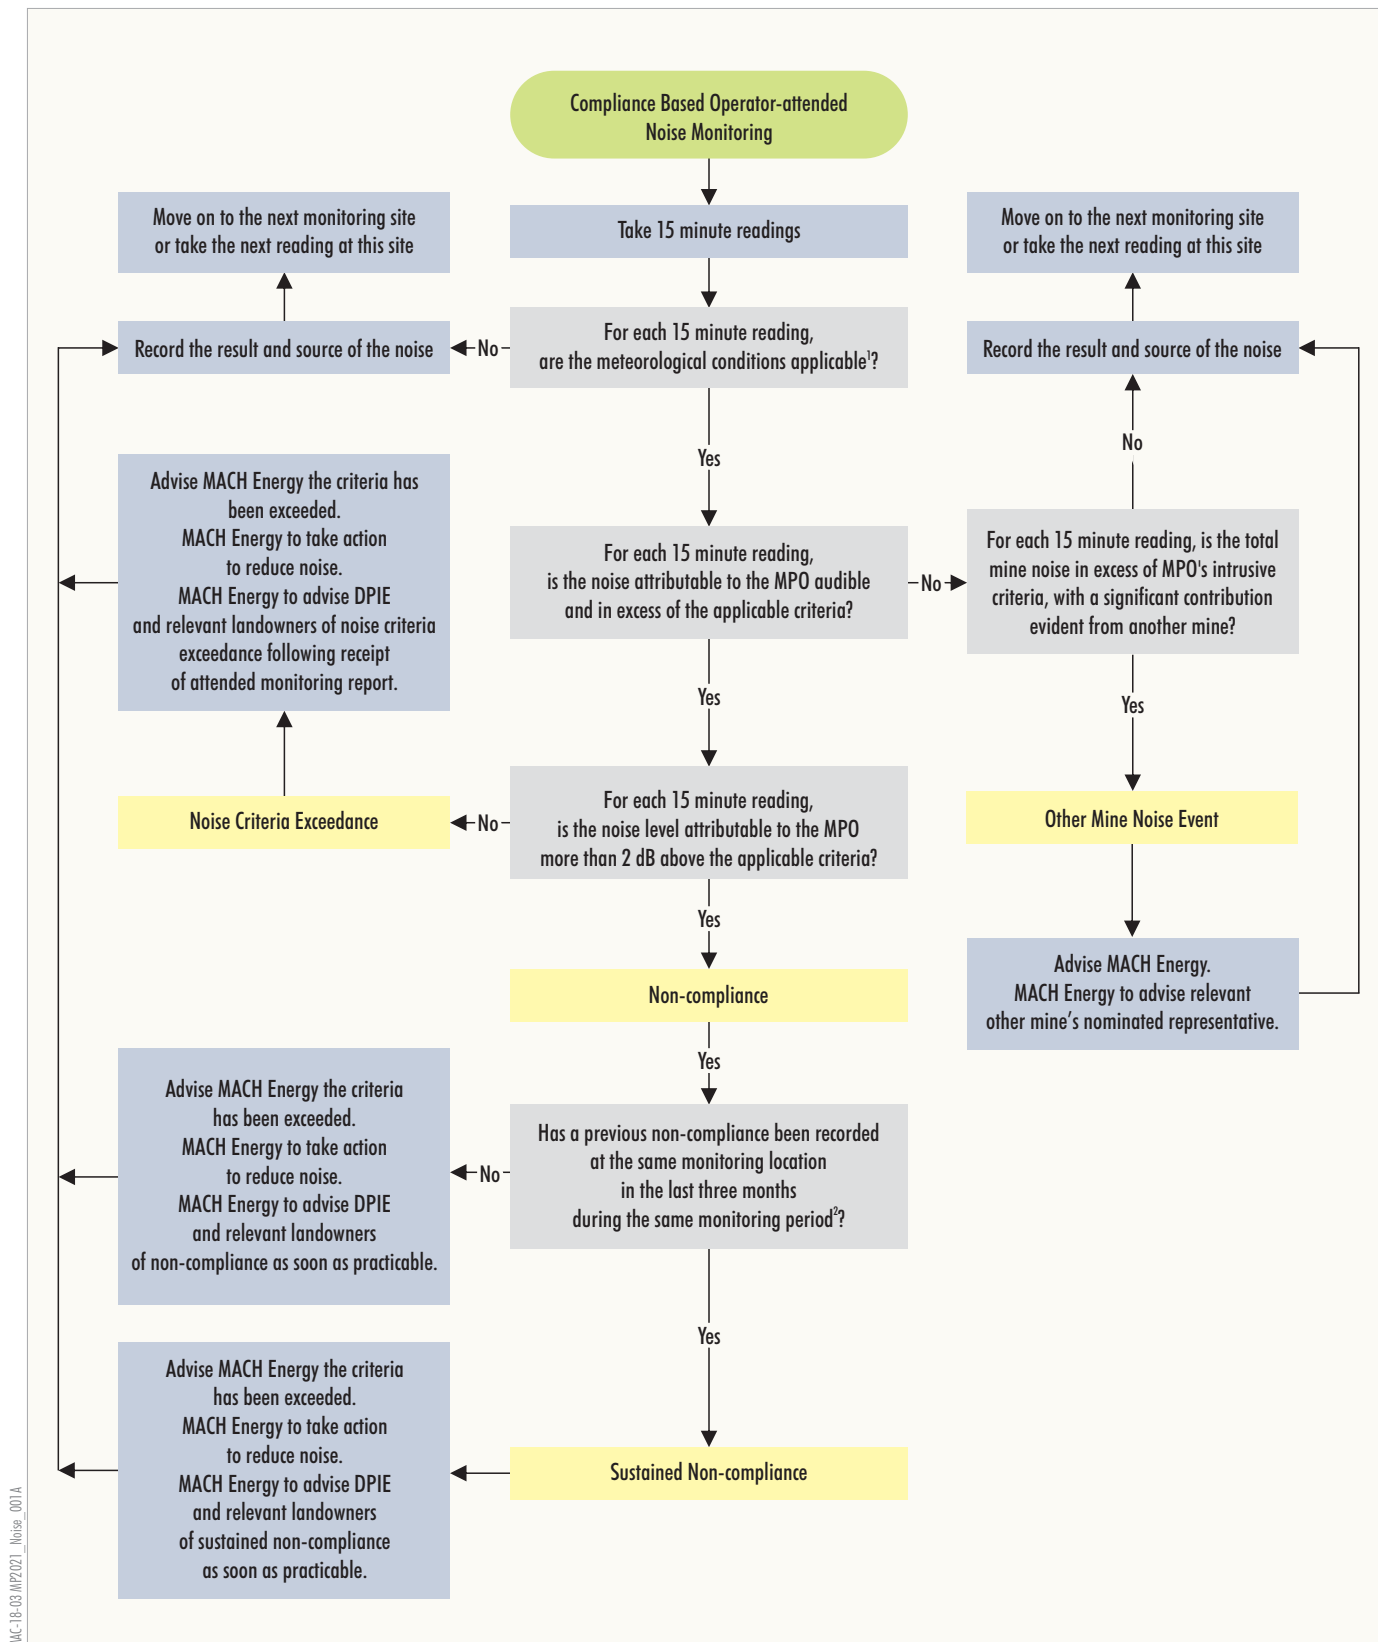 Compliance Based Operator-attended
Noise Monitoring
Move on to the next monitoring site
or take the next reading at this site
Take 15 minute readings
Move on to the next monitoring site
or take the next reading at this site
Record the result and source of the noise
No
For each 15 minute reading,
are the meteorological conditions applicable¹?
Record the result and source of the noise
Yes
No
Advise MACH Energy the criteria has
been exceeded.
MACH Energy to take action
to reduce noise.
MACH Energy to advise DPIE
and relevant landowners of noise criteria
exceedance following receipt
of attended monitoring report.
For each 15 minute reading,
is the noise attributable to the MPO audible
and in excess of the applicable criteria?
No
For each 15 minute reading, is the total
mine noise in excess of MPO's intrusive
criteria, with a significant contribution
evident from another mine?
Yes
Yes
Noise Criteria Exceedance
No
For each 15 minute reading,
is the noise level attributable to the MPO
more than 2 dB above the applicable criteria?
Other Mine Noise Event
Yes
Non-compliance
Advise MACH Energy.
MACH Energy to advise relevant
other mine’s nominated representative.
Yes
Advise MACH Energy the criteria
has been exceeded.
MACH Energy to take action
to reduce noise.
MACH Energy to advise DPIE
and relevant landowners
of non-compliance as soon as practicable.
No
Has a previous non-compliance been recorded
at the same monitoring location
in the last three months
during the same monitoring period²?
Yes
Advise MACH Energy the criteria
has been exceeded.
MACH Energy to take action
to reduce noise.
MACH Energy to advise DPIE
and relevant landowners
of sustained non-compliance
as soon as practicable.
Sustained Non-compliance
AC-18-03 MP2021_Noise_001A